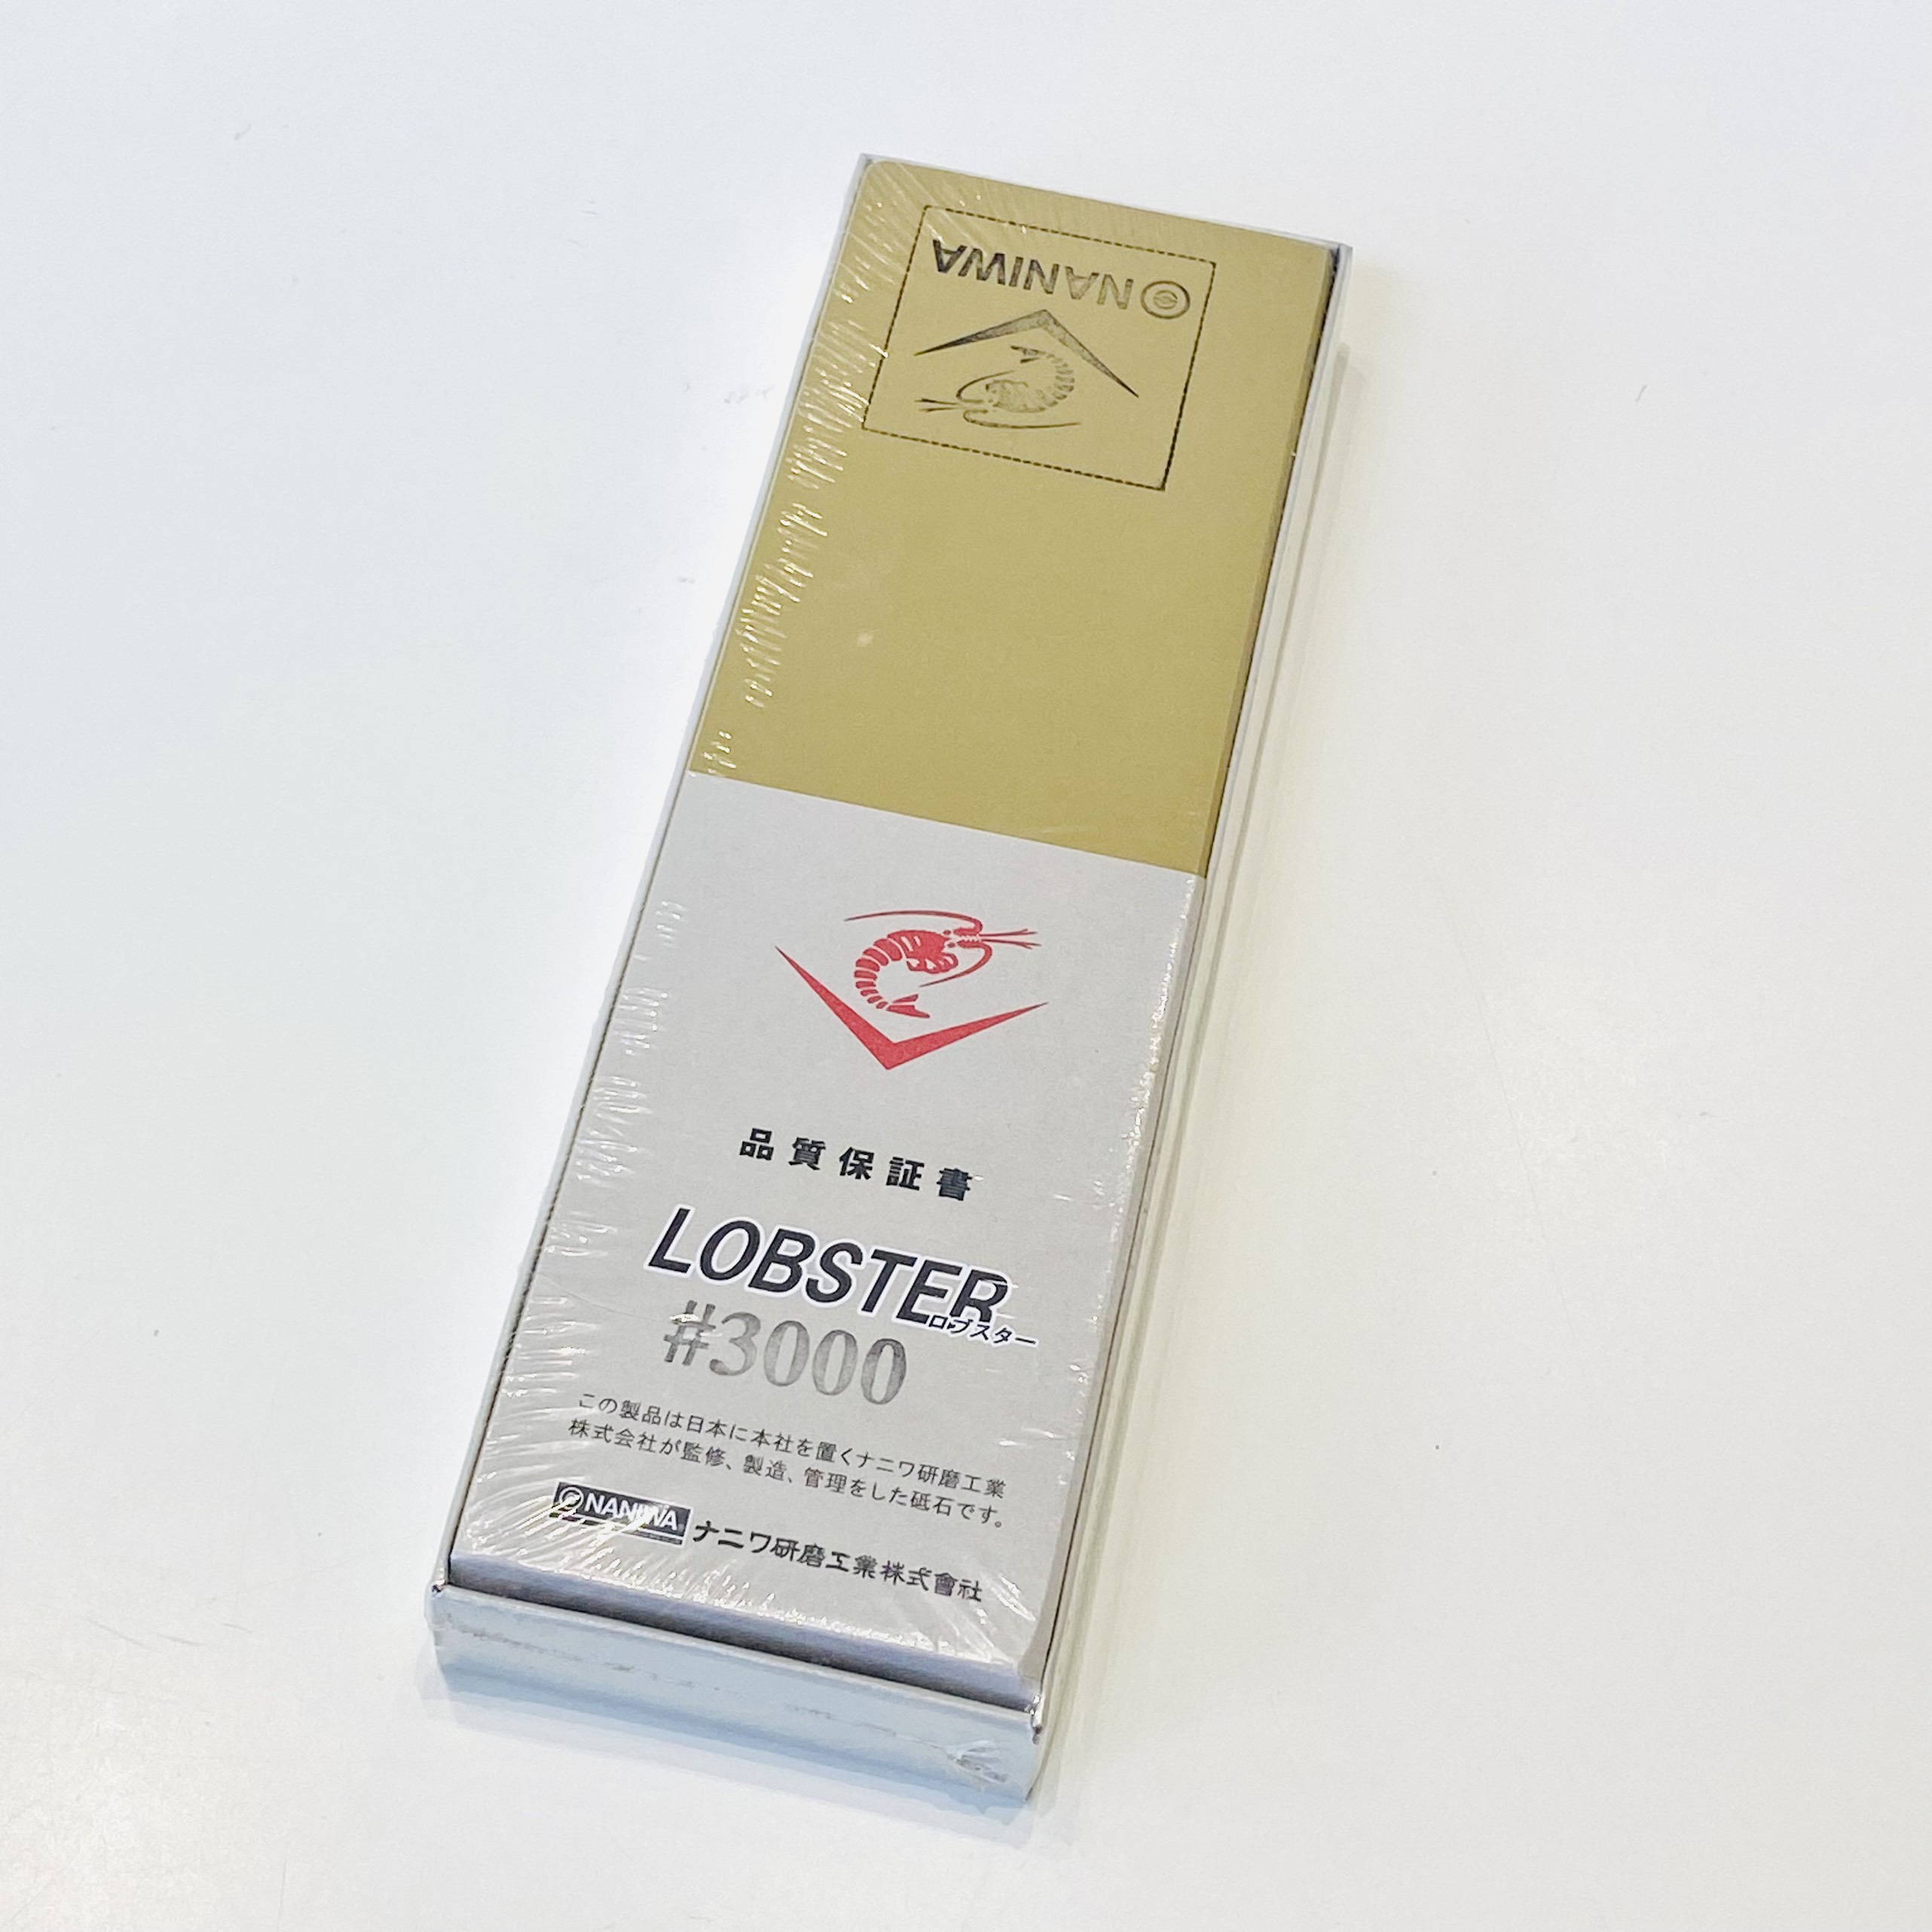 NANIWA
品質保証書
LOBSTER
ロブスター
#3000
この製品は日本に本社を置くナニワ研磨工業
株式会社が監修、製造、管理をした砥石です。
NANIWA ナニワ研磨工業株式會社